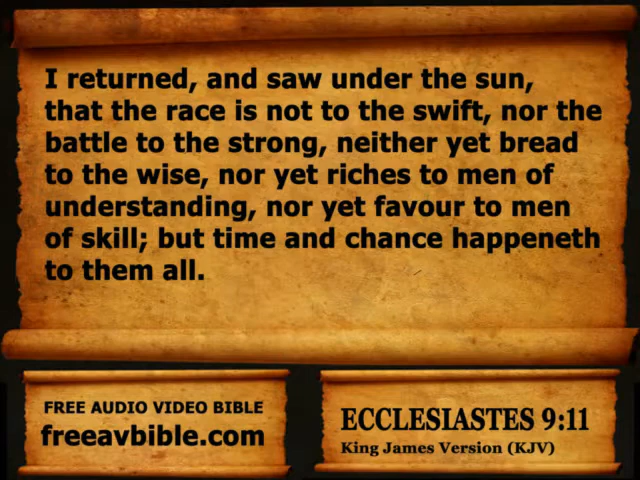 I returned, and saw under the sun,
that the race is not to the swift, nor the
battle to the strong, neither yet bread
to the wise, nor yet riches to men of
understanding, nor yet favour to men
of skill; but time and chance happeneth
to them all.
FREE AUDIO VIDEO BIBLE
freeavbible.com
ECCLESIASTES 9:11
King James Version (KJV)